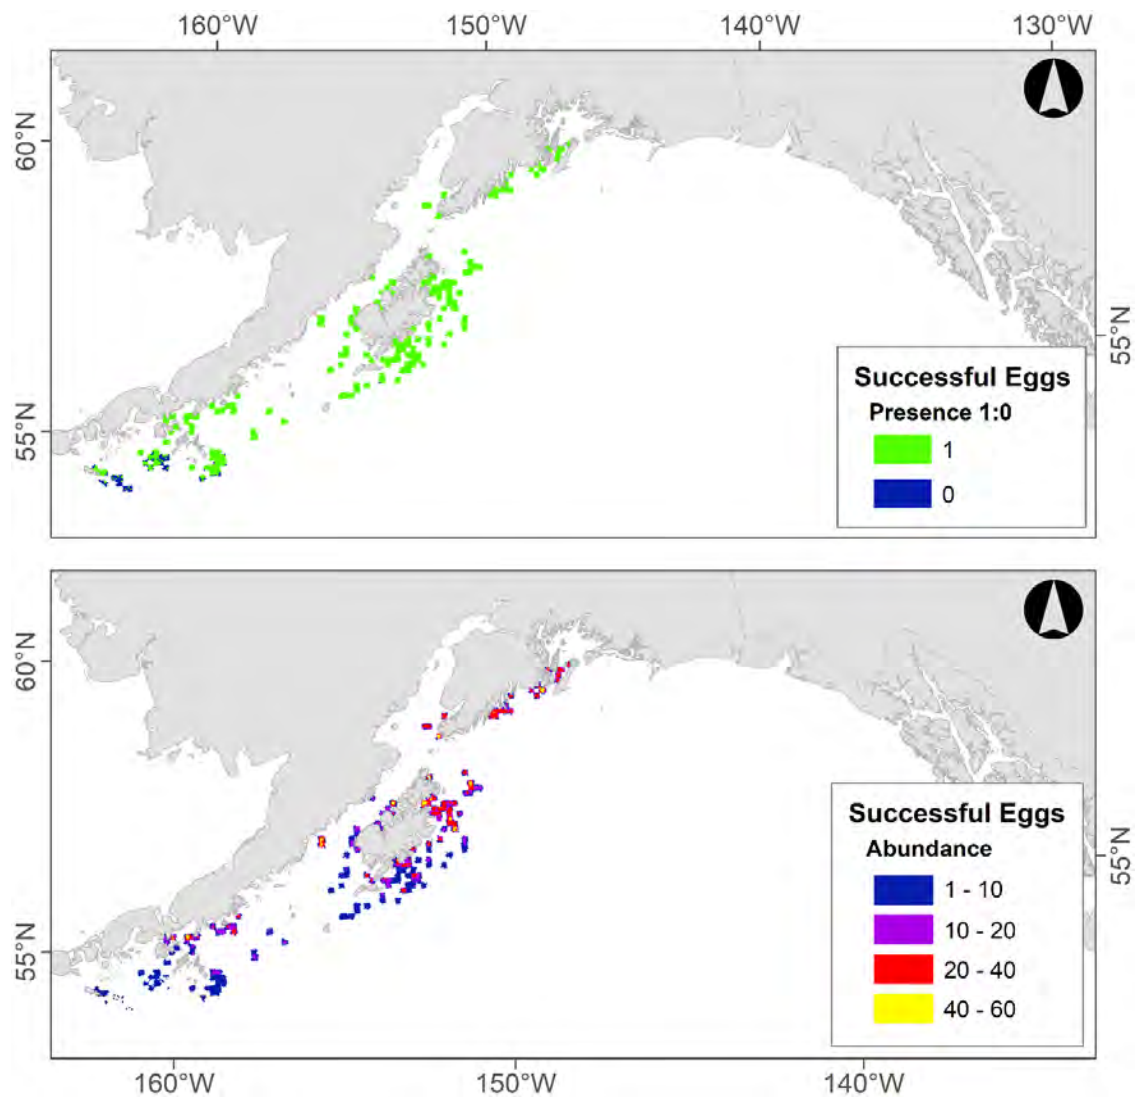 160°W 150°W 140°W 130°W
60°N
55°N
55°N
Successful Eggs
Presence 1:0
1
0
60°N
55°N
55°N
Successful Eggs
Abundance
1 - 10
10 - 20
20 - 40
40 - 60
160°W 150°W 140°W